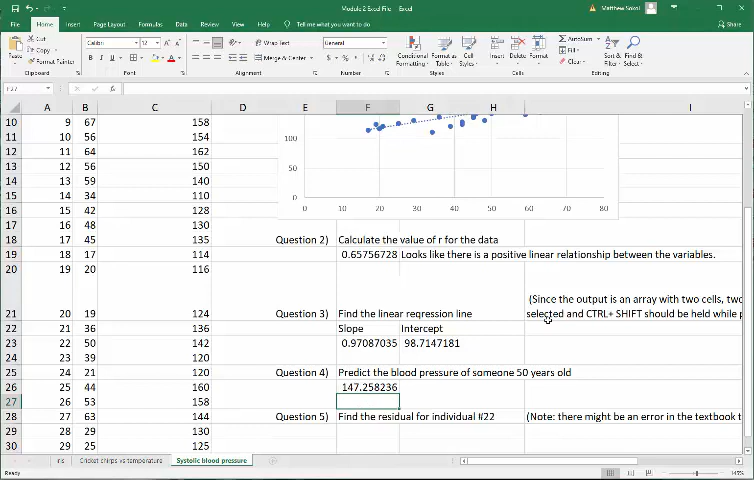 Module 2 Excel File - Excel
Matthew Sokol
File Home Insert Draw Page Layout Formulas Data Review View Help Tell me what you want to do
Share
Cut
Copy
Format Painter
Paste
Clipboard
Calibri 12
Font
Wrap Text
Merge & Center
Alignment
General
Number
Conditional Formatting
Format as Table
Cell Styles
Styles
Insert Delete Format
Cells
AutoSum
Fill
Clear
Sort & Filter
Find & Select
Editing
F27
A B C D E F G H I
10 9 67 158
11 10 56 154 100
12 11 64 162
13 12 56 150 50
14 13 59 140
15 14 34 110 0
16 15 42 128 0 10 20 30 40 50 60 70 80
17 16 48 130
18 17 45 135 Question 2) Calculate the value of r for the data
19 18 17 114 0.65756728 Looks like there is a positive linear relationship between the variables.
20 19 20 116
(Since the output is an array with two cells, two
21 20 19 124 Question 3) Find the linear regression line selected and CTRL+ SHIFT should be held while p
22 21 36 136 Slope Intercept
23 22 50 142 0.97087035 98.7147181
24 23 39 120
25 24 21 120 Question 4) Predict the blood pressure of someone 50 years old
26 25 44 160 147.258236
27 26 53 158
28 27 63 144 Question 5) Find the residual for individual #22 (Note: there might be an error in the textbook t
29 28 29 130
30 29 25 125
iris Cricket chirps vs temperature Systolic blood pressure
Ready
145%